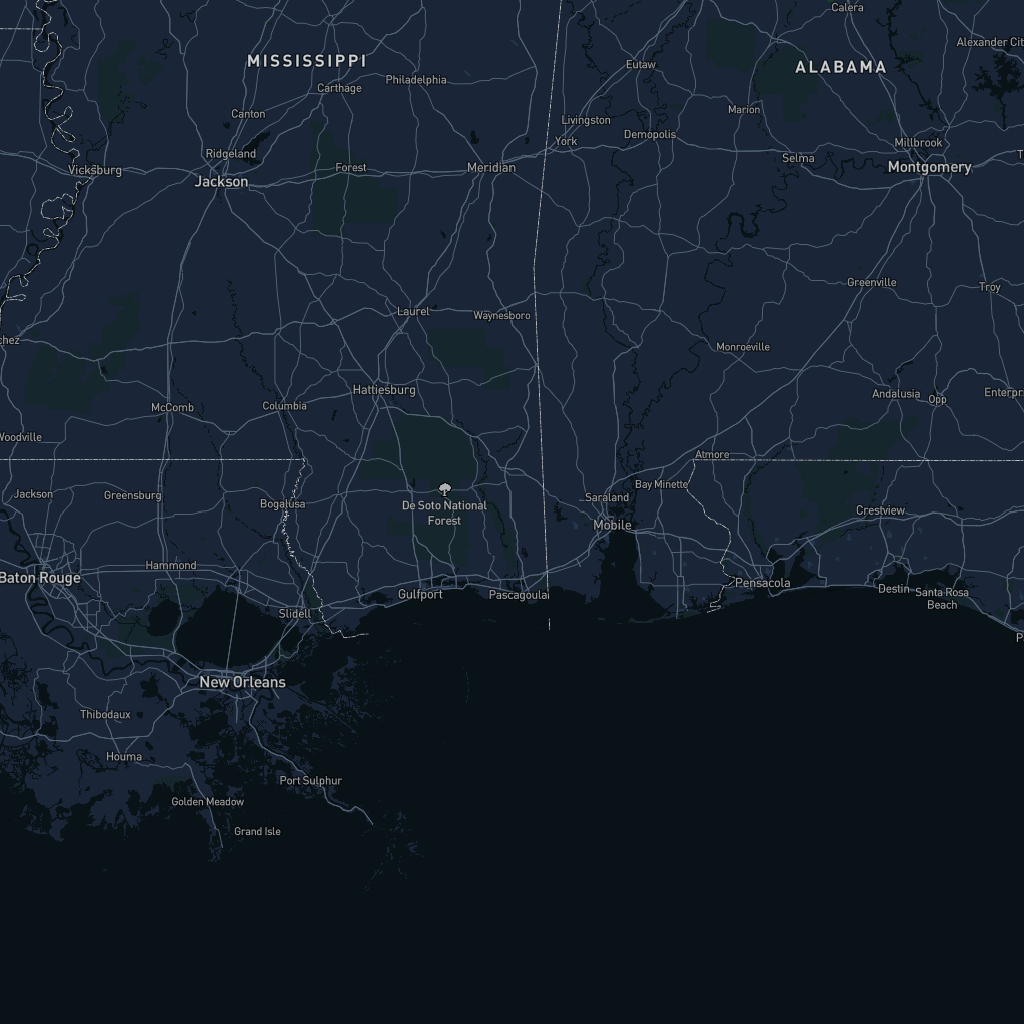 Calera
Alexander Cit
MISSISSIPPI
Eutaw
ALABAMA
Philadelphia
Carthage
Canton
Marion
Livingston
Demopolis
York
Millbrook
Ridgeland
Selma
T
Vicksburg
Forest
Meridian
Montgomery
Jackson
Greenville
Troy
Laurel
Waynesboro
chez
Monroeville
Hattiesburg
Andalusia
Opp
Enterpri
McComb
Columbia
Woodville
Atmore
Bay Minette
Jackson
Greensburg
Saraland
Bogalusa
De Soto National
Forest
Crestview
Mobile
Hammond
Baton Rouge
Pensacola
Gulfport
Pascagoula
Destin
Santa Rosa
Beach
Slidell
P
New Orleans
Thibodaux
Houma
Port Sulphur
Golden Meadow
Grand Isle